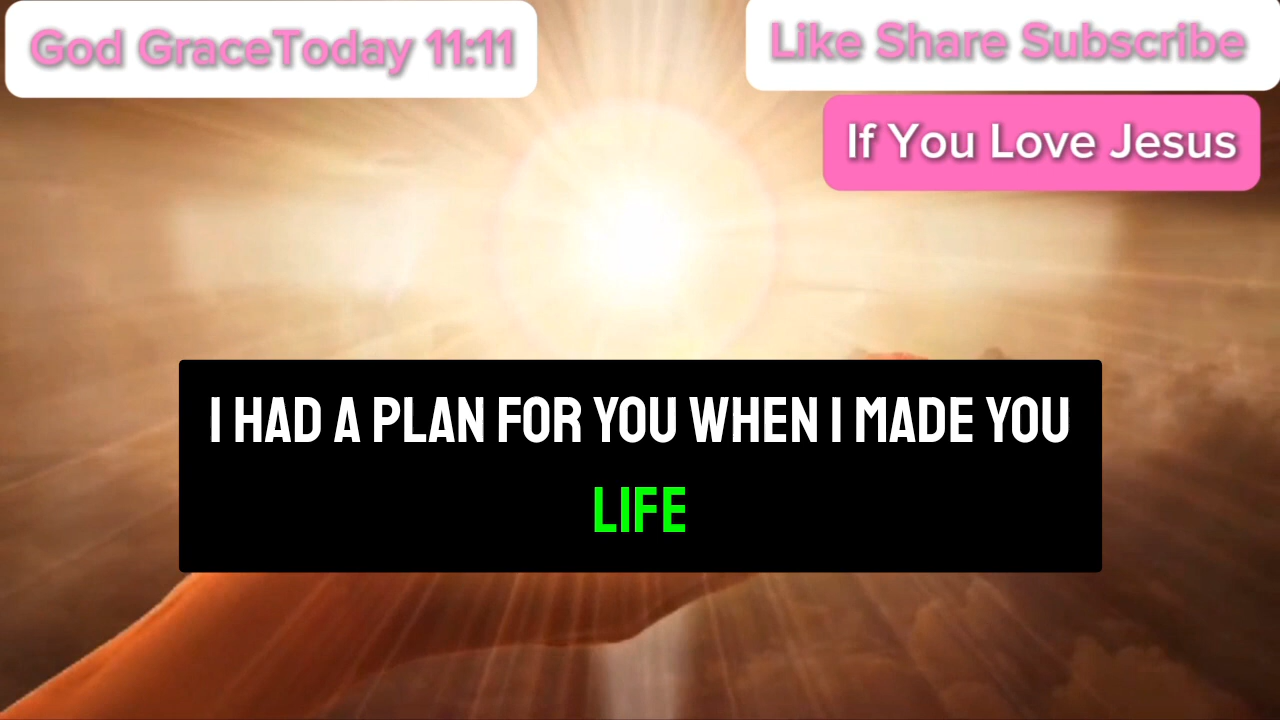 God GraceToday 11:11
Like Share Subscribe
If You Love Jesus
I HAD A PLAN FOR YOU WHEN I MADE YOU
LIFE